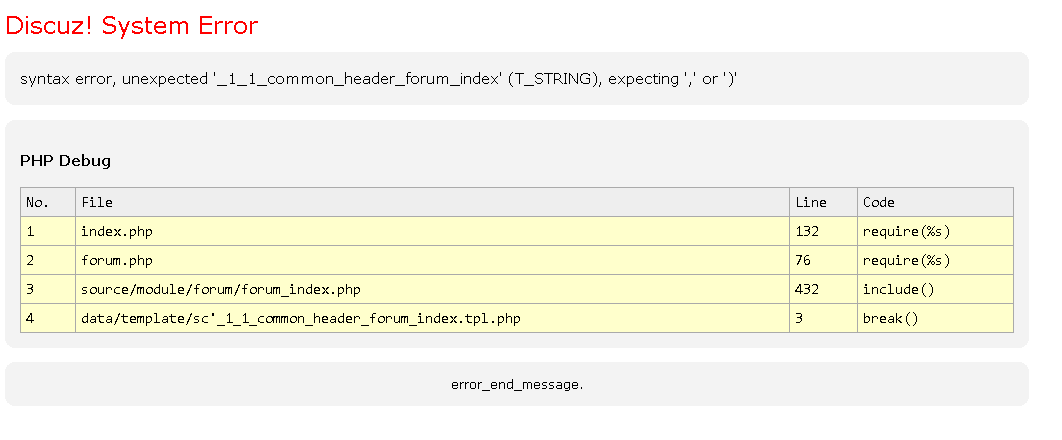 Discuz! System Error
syntax error, unexpected '_1_1_common_header_forum_index' (T_STRING), expecting ',' or ')'
PHP Debug
No. File Line Code
1 index.php 132 require(%s)
2 forum.php 76 require(%s)
3 source/module/forum/forum_index.php 432 include()
4 data/template/sc'_1_1_common_header_forum_index.tpl.php 3 break()
error_end_message.